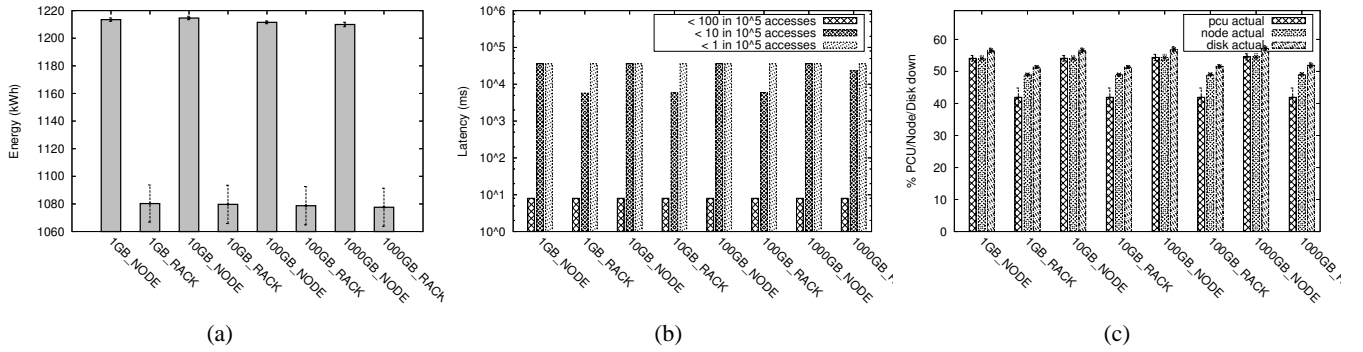 1220
1200
1180
1160
1140
1120
1100
1080
1060
Energy (kWh)
1GB_NODE
1GB_RACK
10GB_NODE
10GB_RACK
100GB_NODE
100GB_RACK
1000GB_NODE
1000GB_RACK
(a)
10^6
10^5
10^4
10^3
10^2
10^1
10^0
Latency (ms)
< 100 in 10^5 accesses
< 10 in 10^5 accesses
< 1 in 10^5 accesses
1GB_NODE
1GB_RACK
10GB_NODE
10GB_RACK
100GB_NODE
100GB_RACK
1000GB_NODE
1000GB_
(b)
60
50
40
30
20
10
0
% PCU/Node/Disk down
pcu actual
node actual
disk actual
1GB_NODE
1GB_RACK
10GB_NODE
10GB_RACK
100GB_NODE
100GB_RACK
1000GB_NODE
1000GB_
(c)